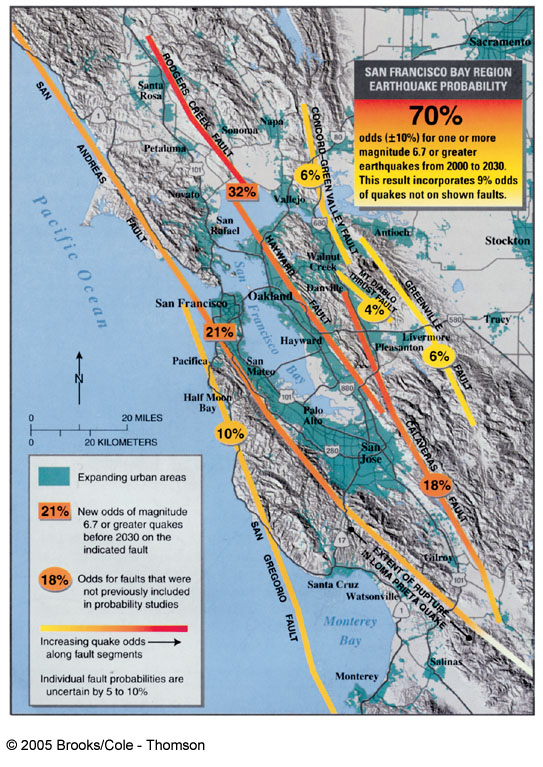 Sacramento
SAN FRANCISCO BAY REGION
EARTHQUAKE PROBABILITY
70%
odds (±10%) for one or more
magnitude 6.7 or greater
earthquakes from 2000 to 2030.
This result incorporates 9% odds
of quakes not on shown faults.
SAN ANDREAS FAULT
RODGERS CREEK FAULT
CONCORD-GREEN VALLEY FAULT
Santa
Rosa
Sonoma
Napa
Petaluma
80
6%
32%
Novato
Vallejo
San
Rafael
680
Antioch
Stockton
Pacific Ocean
HAYWARD FAULT
Walnut
Creek
MT. DIABLO
THRUST FAULT
GREENVILLE FAULT
Danville
Oakland
San Francisco Bay
San Francisco
4%
580
Tracy
21%
Livermore
Hayward
Pleasanton
6%
Pacifica
San
Mateo
N
101
880
Half Moon
Bay
Palo
Alto
CALAVERAS FAULT
0 20 MILES
0 20 KILOMETERS
10%
280
San
Jose
18%
Expanding urban areas
21%
New odds of magnitude
6.7 or greater quakes
before 2030 on the
indicated fault
18%
Odds for faults that were
not previously included
in probability studies
Increasing quake odds
along fault segments
Individual fault probabilities are
uncertain by 5 to 10%
SAN GREGORIO FAULT
17
EXTENT OF RUPTURE
IN LOMA PRIETA QUAKE
Gilroy
101
Santa Cruz
Watsonville
Monterey
Bay
Salinas
Monterey
© 2005 Brooks/Cole - Thomson